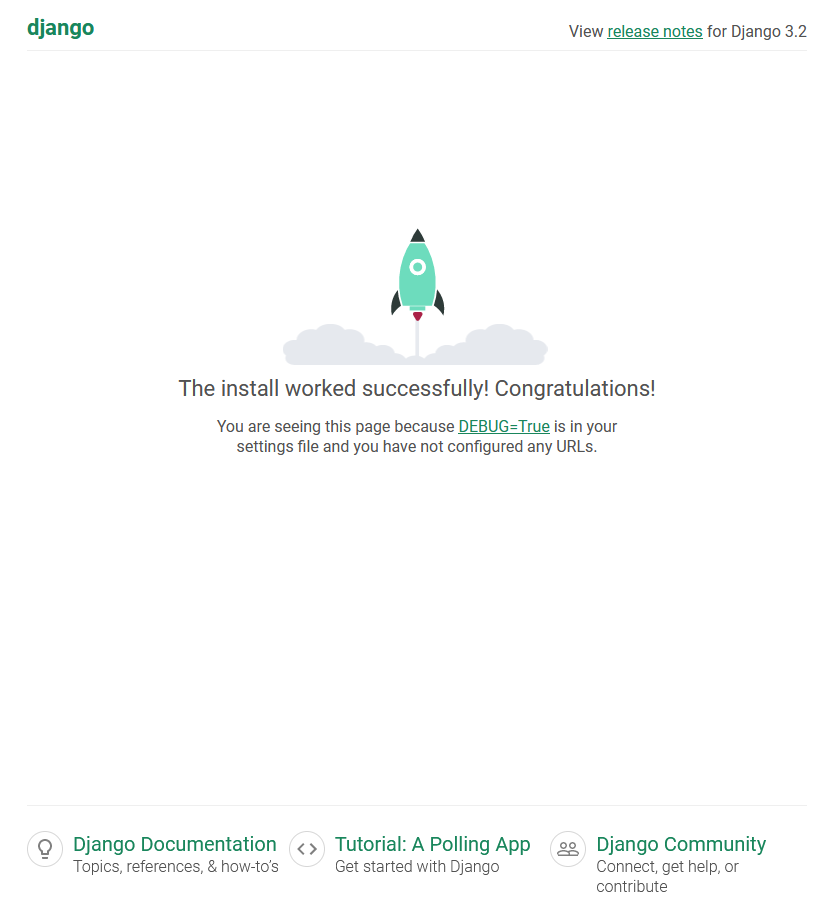 django
View release notes for Django 3.2
The install worked successfully! Congratulations!
You are seeing this page because DEBUG=True is in your
settings file and you have not configured any URLs.
Django Documentation
Topics, references, & how-to’s
Tutorial: A Polling App
Get started with Django
Django Community
Connect, get help, or
contribute